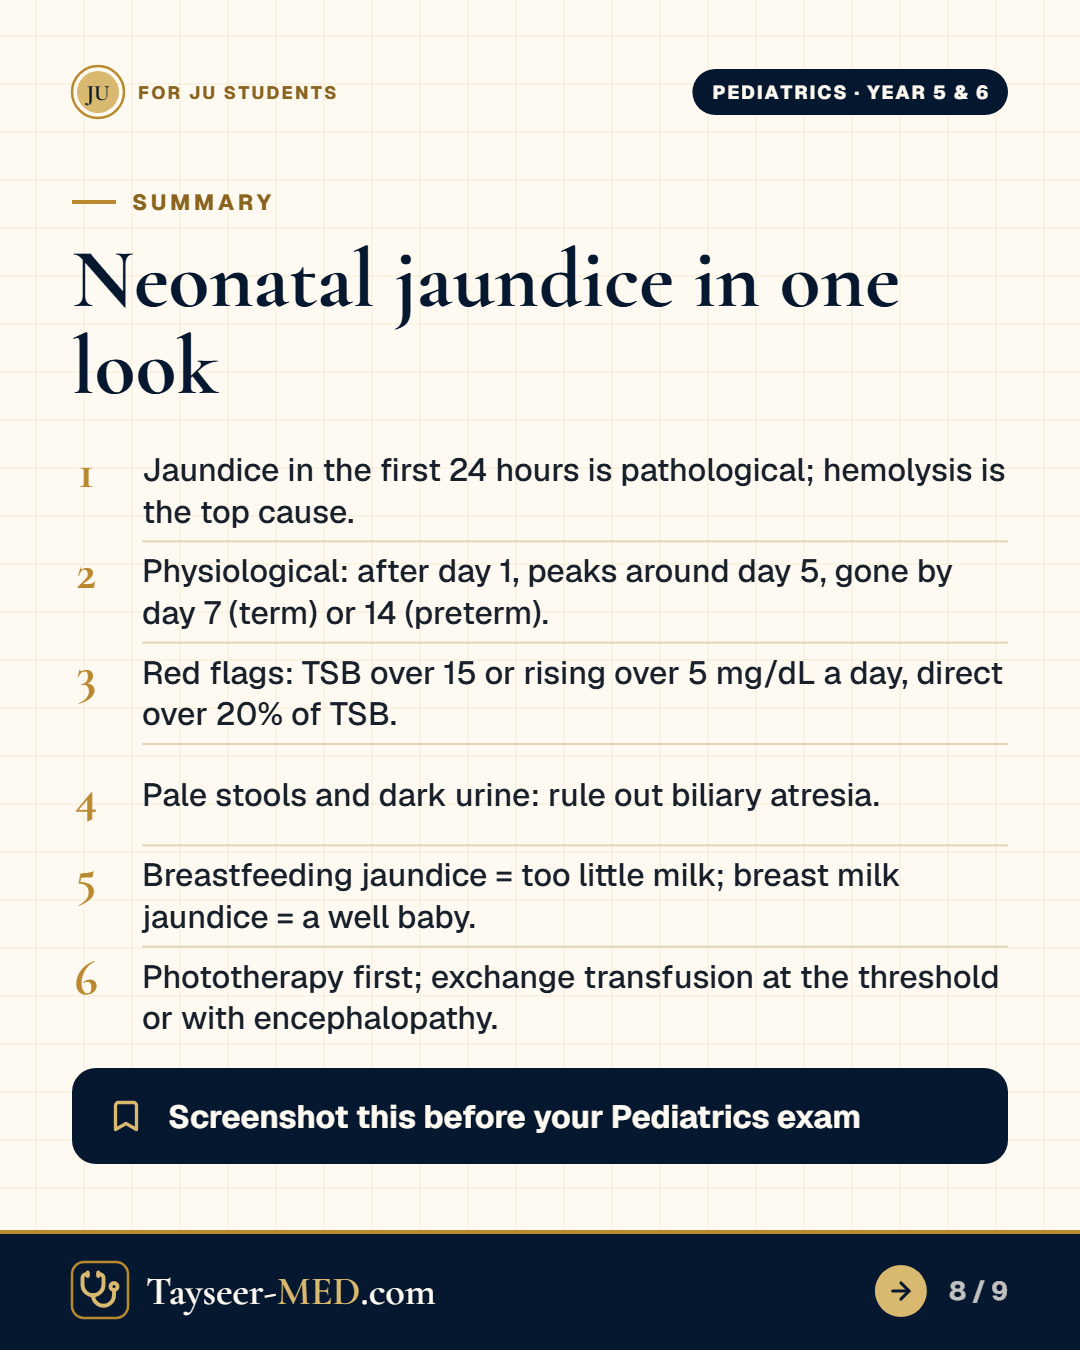 JU FOR JU STUDENTS
PEDIATRICS · YEAR 5 & 6
SUMMARY
Neonatal jaundice in one
look
1 Jaundice in the first 24 hours is pathological; hemolysis is
the top cause.
2 Physiological: after day 1, peaks around day 5, gone by
day 7 (term) or 14 (preterm).
3 Red flags: TSB over 15 or rising over 5 mg/dL a day, direct
over 20% of TSB.
4 Pale stools and dark urine: rule out biliary atresia.
5 Breastfeeding jaundice = too little milk; breast milk
jaundice = a well baby.
6 Phototherapy first; exchange transfusion at the threshold
or with encephalopathy.
Screenshot this before your Pediatrics exam
Tayseer-MED.com
8 / 9